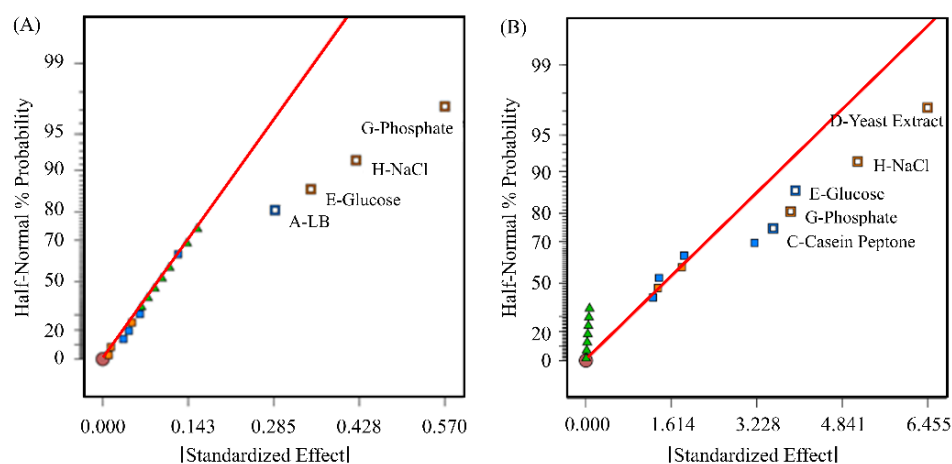 (A)
Half-Normal % Probability
99
95
90
80
70
50
20
0
G-Phosphate
H-NaCl
E-Glucose
A-LB
0.000 0.143 0.285 0.428 0.570
|Standardized Effect|
(B)
Half-Normal % Probability
99
95
90
80
70
50
20
0
D-Yeast Extract
H-NaCl
E-Glucose
G-Phosphate
C-Casein Peptone
0.000 1.614 3.228 4.841 6.455
|Standardized Effect|